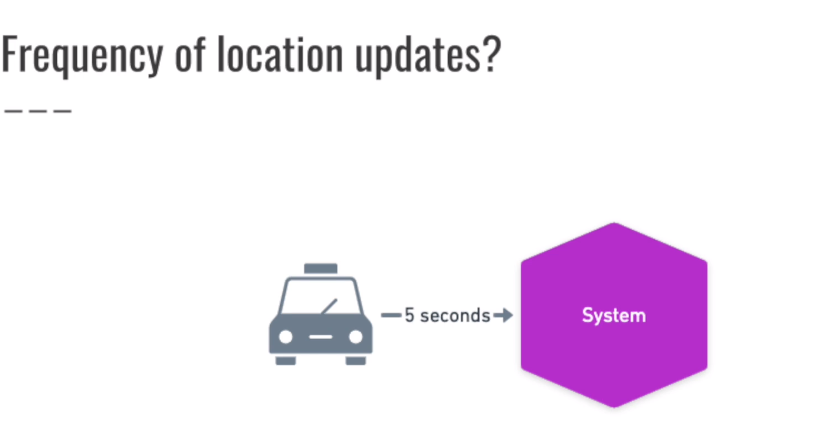 Frequency of location updates?
5 seconds
System